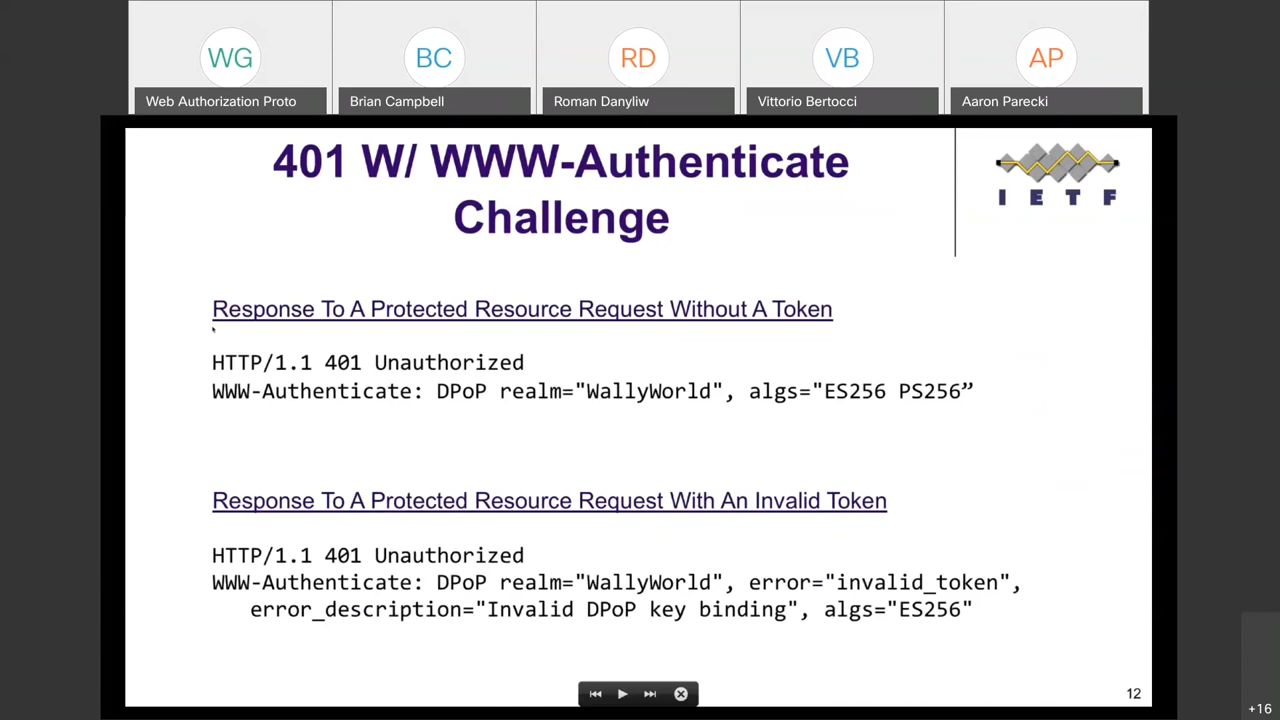 WG
BC
RD
VB
AP
Web Authorization Proto
Brian Campbell
Roman Danyliw
Vittorio Bertocci
Aaron Parecki
401 W/ WWW-Authenticate
Challenge
I E T F
Response To A Protected Resource Request Without A Token
HTTP/1.1 401 Unauthorized
WWW-Authenticate: DPoP realm="WallyWorld", algs="ES256 PS256”
Response To A Protected Resource Request With An Invalid Token
HTTP/1.1 401 Unauthorized
WWW-Authenticate: DPoP realm="WallyWorld", error="invalid_token",
error_description="Invalid DPoP key binding", algs="ES256"
12
+16